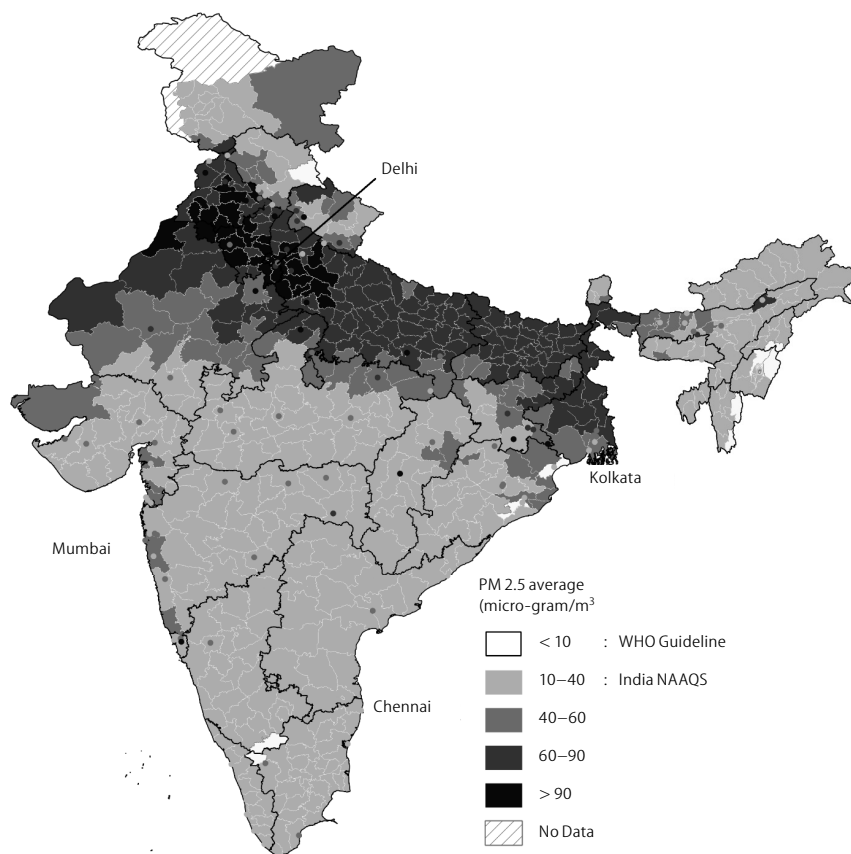 Delhi
Kolkata
Mumbai
PM 2.5 average
(micro-gram/m³
< 10 : WHO Guideline
10–40 : India NAAQS
Chennai
40–60
60–90
> 90
No Data